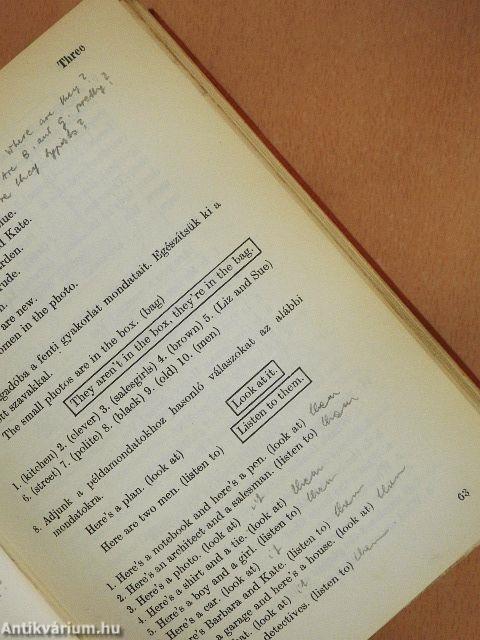 Three
Where are they?
Are B. and G. pretty?
are they typists?
lue.
d Kate.
rden.
rude.
n.
are new.
omen in the photo.
gadóba a fenti gyakorlat mondatait. Egészítsük ki a
ott szavakkal.
The small photos are in the box. (bag)
They aren't in the box, they're in the bag.
1. (kitchen) 2. (clever) 3. (salesgirls) 4. (brown) 5. (Liz and Sue)
6. (street) 7. (polite) 8. (black) 9. (old) 10. (men)
8. Adjunk a példamondatokhoz hasonló válaszokat az alábbi
mondatokra.
Here's a plan. (look at) Look at it.
Here are two men. (listen to) Listen to them.
1. Here's a notebook and here's a pen. (look at) them
2. Here's an architect and a salesman. (listen to) them
3. Here's a photo. (look at) it
4. Here's a shirt and a tie. (look at) them
5. Here's a boy and a girl. (listen to) them
Here's a car. (look at) it
e's Barbara and Kate. (listen to) them
a garage and here's a house. (look at) them
at. (look at) it
detectives. (listen to) them
63
Antikvárium.hu